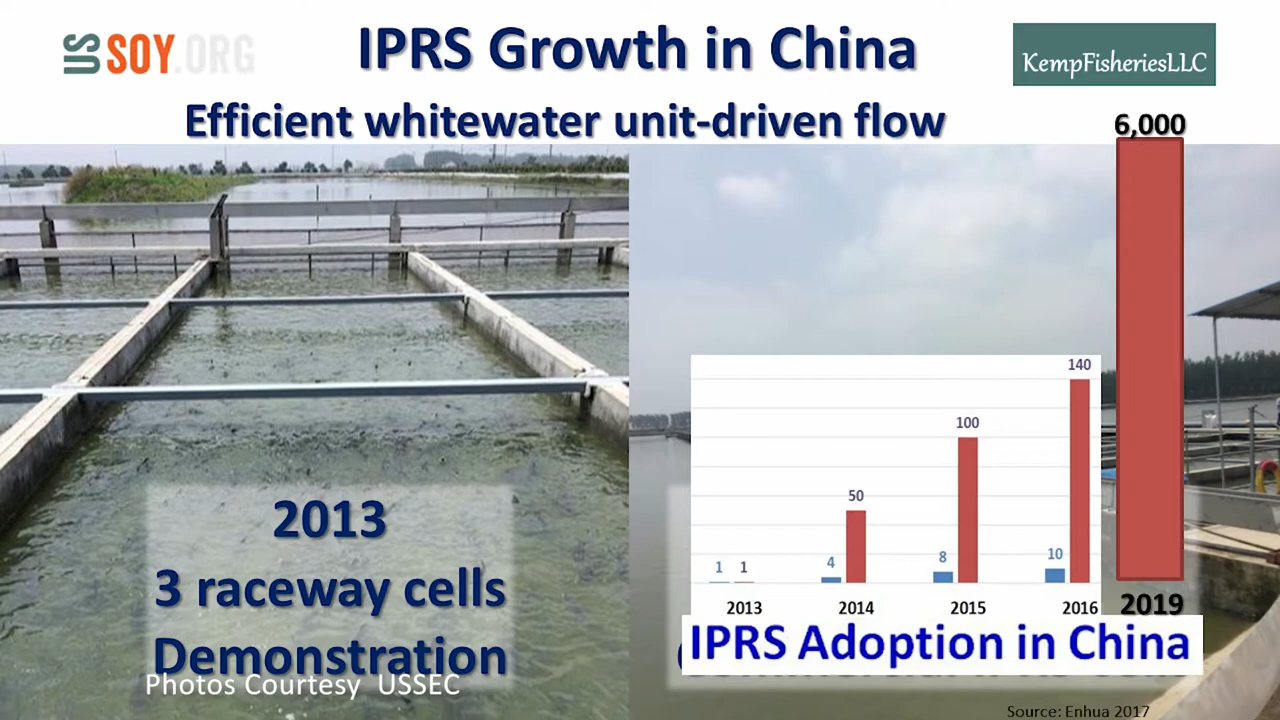 US SOY.ORG
IPRS Growth in China
KempFisheriesLLC
Efficient whitewater unit-driven flow
6,000
140
100
50
1 1
4
8
10
2013 2014 2015 2016 2019
IPRS Adoption in China
2013
3 raceway cells
Demonstration
Photos Courtesy USSEC
Source: Enhua 2017